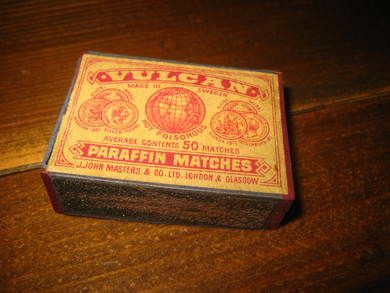 VULCAN
MADE IN SWEDEN
NOT POISONOUS
AVERAGE CONTENTS 50 MATCHES
PARAFFIN MATCHES
J. JOHN MASTERS & CO. LTD. LONDON & GLASGOW